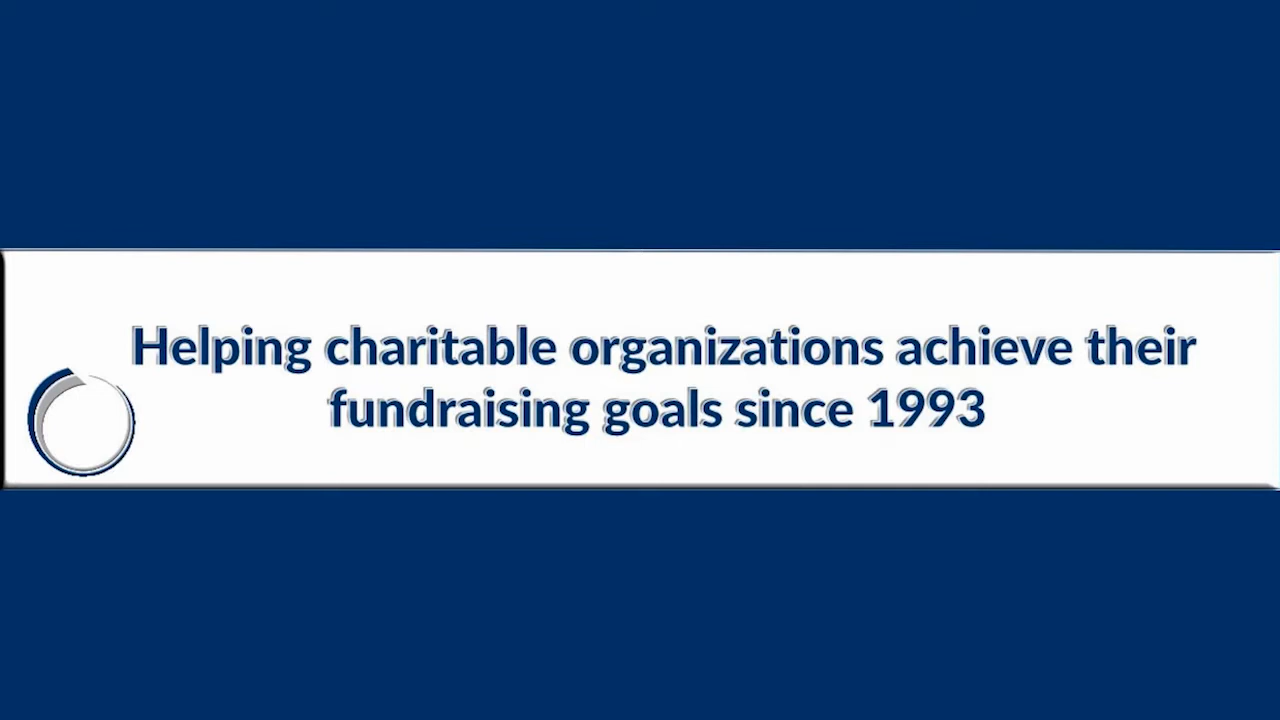 Helping charitable organizations achieve their
fundraising goals since 1993